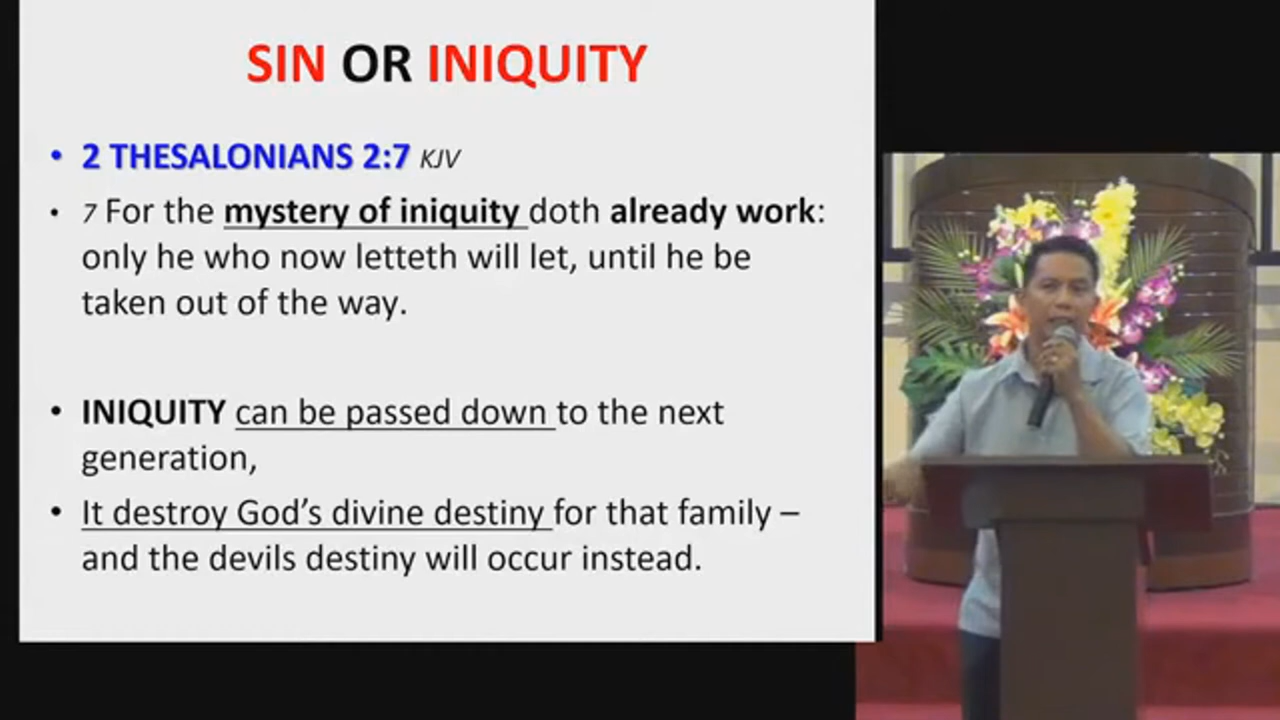 SIN OR INIQUITY
• 2 THESALONIANS 2:7 KJV
• 7 For the mystery of iniquity doth already work:
only he who now letteth will let, until he be
taken out of the way.
• INIQUITY can be passed down to the next
generation,
• It destroy God's divine destiny for that family –
and the devils destiny will occur instead.